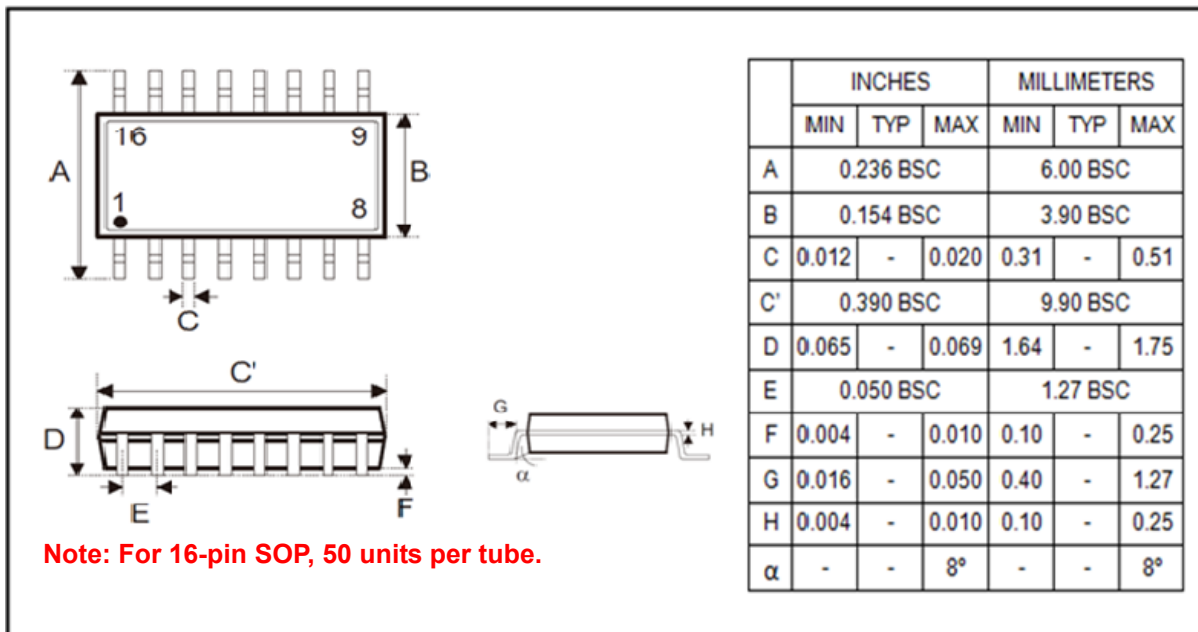 16 9
A B
1 8
C
C'
D
E F
G H
α
Note: For 16-pin SOP, 50 units per tube.
INCHES MILLIMETERS
MIN TYP MAX MIN TYP MAX
A 0.236 BSC 6.00 BSC
B 0.154 BSC 3.90 BSC
C 0.012 - 0.020 0.31 - 0.51
C' 0.390 BSC 9.90 BSC
D 0.065 - 0.069 1.64 - 1.75
E 0.050 BSC 1.27 BSC
F 0.004 - 0.010 0.10 - 0.25
G 0.016 - 0.050 0.40 - 1.27
H 0.004 - 0.010 0.10 - 0.25
α - - 8º - - 8º